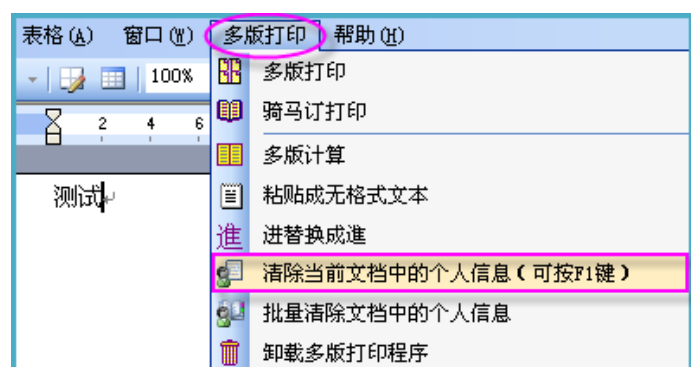 表格(A) 窗口(W) 多版打印 帮助(H)
100%
2 4 6
测试
多版打印
骑马订打印
多版计算
粘贴成无格式文本
進 进替换成進
清除当前文档中的个人信息（可按F1键）
批量清除文档中的个人信息
卸载多版打印程序